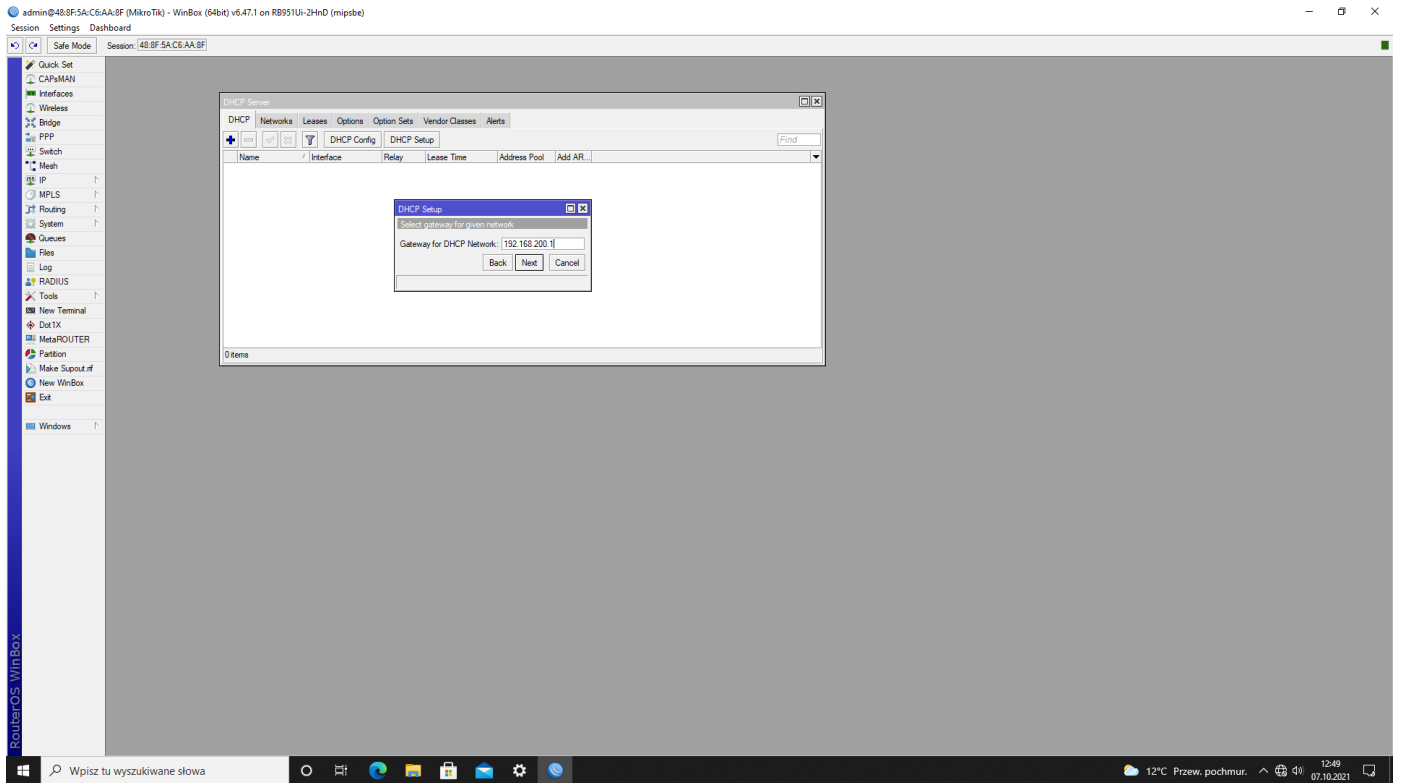 admin@48:8F:5A:C6:AA:8F (MikroTik) - WinBox (64bit) v6.47.1 on RB951Ui-2HnD (mipsbe)
Session Settings Dashboard
Safe Mode Session: 48:8F:5A:C6:AA:8F
Quick Set
CAPsMAN
Interfaces
Wireless
Bridge
PPP
Switch
Mesh
IP
MPLS
Routing
System
Queues
Files
Log
RADIUS
Tools
New Terminal
Dot1X
MetaROUTER
Partition
Make Supout.rif
New WinBox
Exit
Windows
RouterOS WinBox
DHCP Server
DHCP Networks Leases Options Option Sets Vendor Classes Alerts
DHCP Config DHCP Setup Find
Name Interface Relay Lease Time Address Pool Add AR...
DHCP Setup
Select gateway for given network
Gateway for DHCP Network: 192.168.200.1
Back Next Cancel
0 items
Wpisz tu wyszukiwane słowa
12°C Przew. pochmur.
12:49
07.10.2021